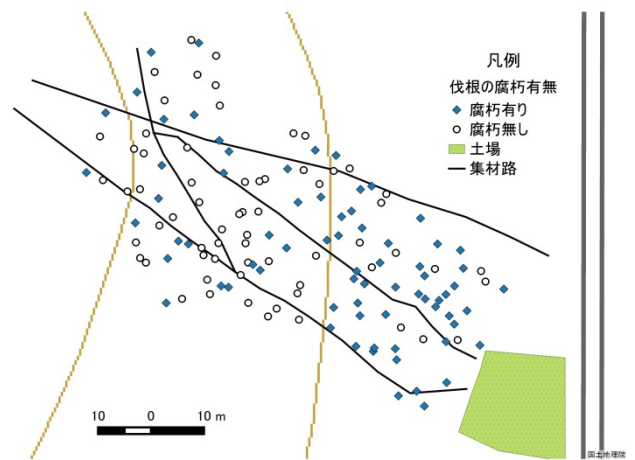 凡例
伐根の腐朽有無
腐朽有り
腐朽無し
土場
集材路
10 0 10 m
国土地理院